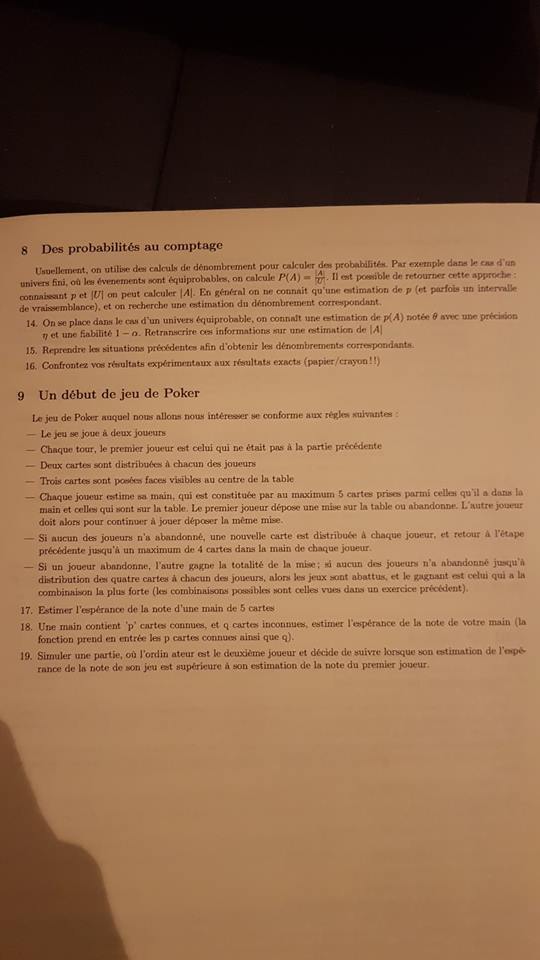 8 Des probabilités au comptage
Usuellement, on utilise des calculs de dénombrement pour calculer des probabilités. Par exemple dans le cas d'un
univers fini, où les évenements sont équiprobables, on calcule P(A) = |A|/|U|. Il est possible de retourner cette approche :
connaissant p et |U| on peut calculer |A|. En général on ne connait qu'une estimation de p (et parfois un intervalle
de vraissemblance), et on recherche une estimation du dénombrement correspondant.
14. On se place dans le cas d'un univers équiprobable, on connaît une estimation de p(A) notée θ avec une précision
η et une fiabilité 1 − α. Retranscrire ces informations sur une estimation de |A|
15. Reprendre les situations précédentes afin d'obtenir les dénombrements correspondants.
16. Confrontez vos résultats expérimentaux aux résultats exacts (papier/crayon!!)
9 Un début de jeu de Poker
Le jeu de Poker auquel nous allons nous intéresser se conforme aux règles suivantes :
— Le jeu se joue à deux joueurs
— Chaque tour, le premier joueur est celui qui ne était pas à la partie précédente
— Deux cartes sont distribuées à chacun des joueurs
— Trois cartes sont posées faces visibles au centre de la table
— Chaque joueur estime sa main, qui est constituée par au maximum 5 cartes prises parmi celles qu'il a dans la
main et celles qui sont sur la table. Le premier joueur dépose une mise sur la table ou abandonne. L'autre joueur
doit alors pour continuer à jouer déposer la même mise.
— Si aucun des joueurs n'a abandonné, une nouvelle carte est distribuée à chaque joueur, et retour à l'étape
précédente jusqu'à un maximum de 4 cartes dans la main de chaque joueur.
— Si un joueur abandonne, l'autre gagne la totalité de la mise ; si aucun des joueurs n'a abandonné jusqu'à
distribution des quatre cartes à chacun des joueurs, alors les jeux sont abattus, et le gagnant est celui qui a la
combinaison la plus forte (les combinaisons possibles sont celles vues dans un exercice précédent).
17. Estimer l'espérance de la note d'une main de 5 cartes
18. Une main contient 'p' cartes connues, et q cartes inconnues, estimer l'espérance de la note de votre main (la
fonction prend en entrée les p cartes connues ainsi que q).
19. Simuler une partie, où l'ordin ateur est le deuxième joueur et décide de suivre lorsque son estimation de l'espé-
rance de la note de son jeu est supérieure à son estimation de la note du premier joueur.